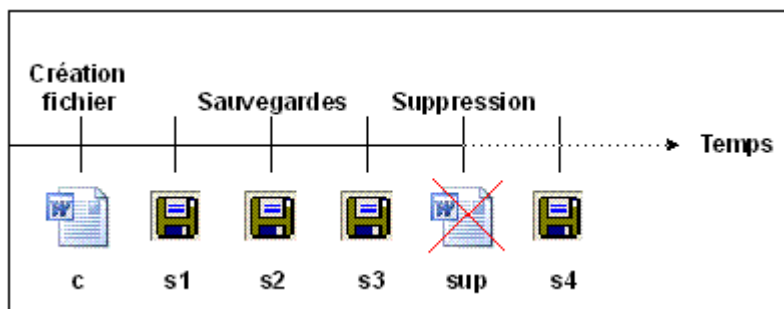 Création
fichier
Sauvegardes
Suppression
Temps
W
W
c
s1
s2
s3
sup
s4